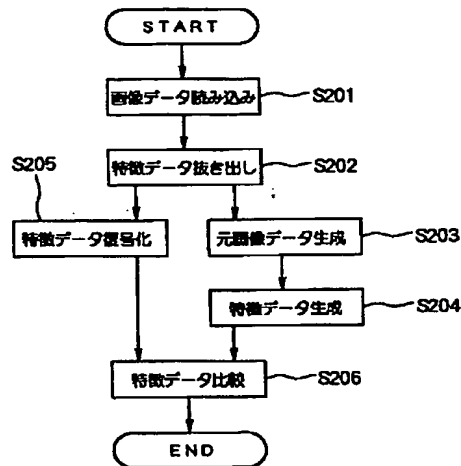 START
画像データ読み込み
S201
特徴データ抜き出し
S202
S205
特徴データ復号化
元画像データ生成
S203
特徴データ生成
S204
特徴データ比較
S206
END